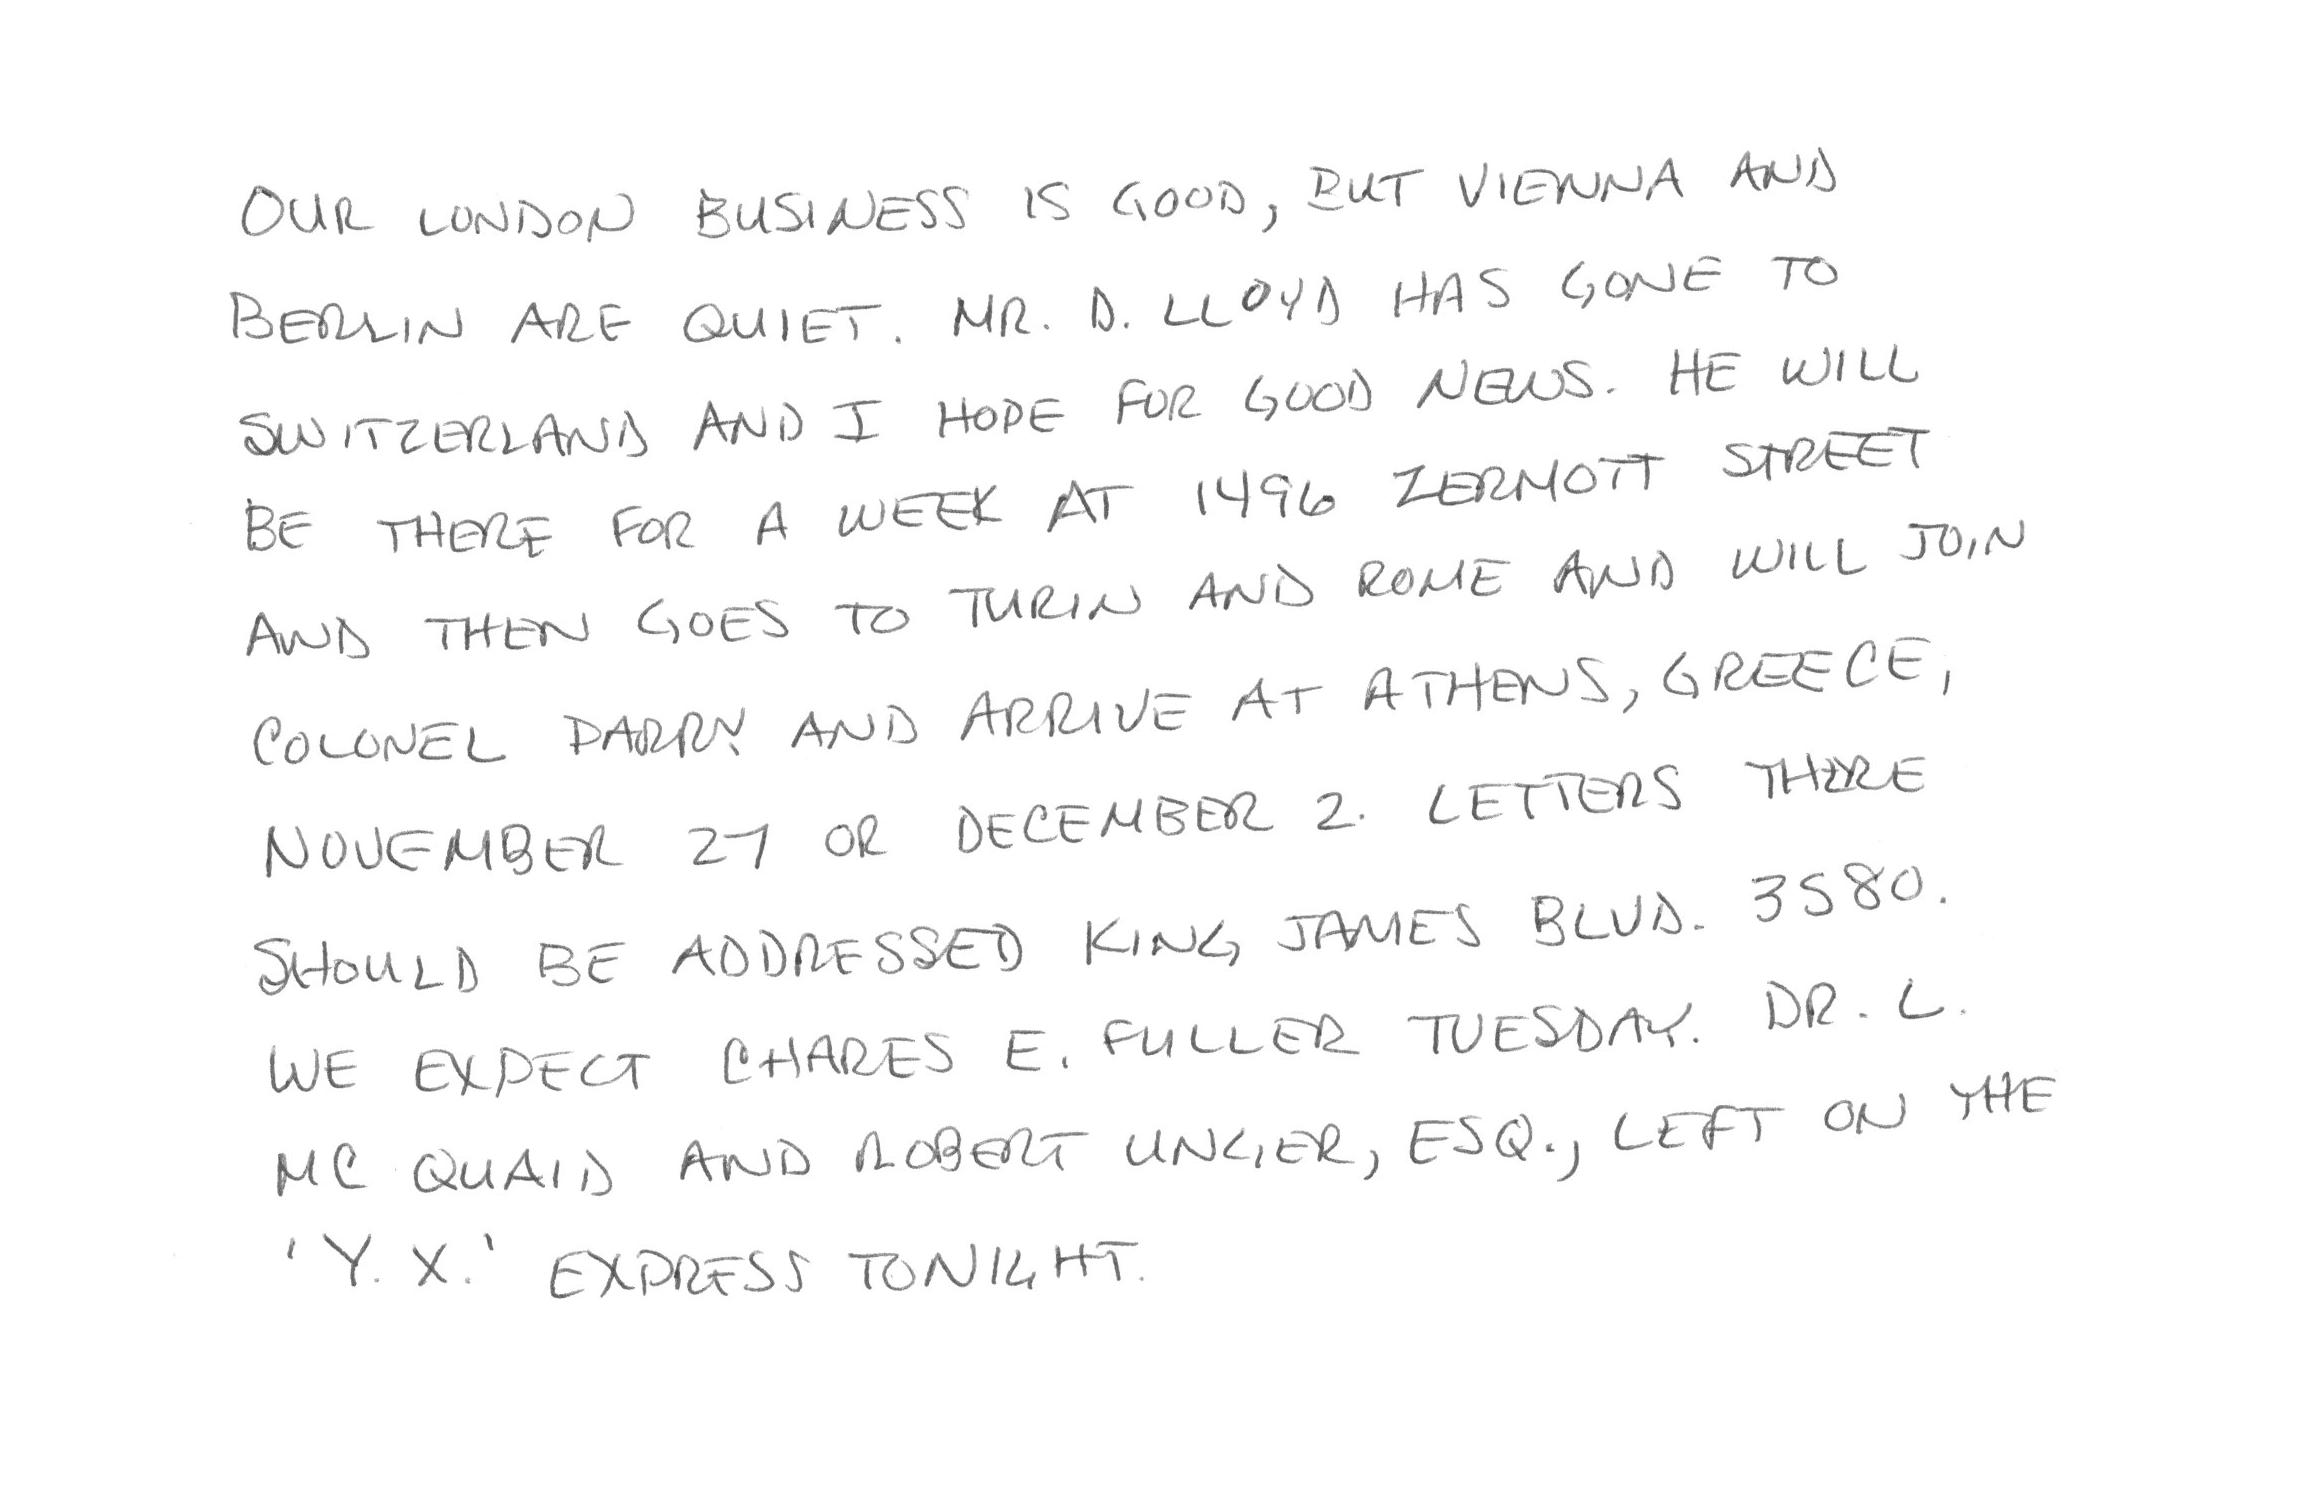 OUR LONDON BUSINESS IS GOOD, BUT VIENNA AND
BERLIN ARE QUIET. MR. D. LLOYD HAS GONE TO
SWITZERLAND AND I HOPE FOR GOOD NEWS. HE WILL
BE THERE FOR A WEEK AT 1496 ZERMOTT STREET
AND THEN GOES TO TURIN AND ROME AND WILL JOIN
COLONEL PARRY AND ARRIVE AT ATHENS, GREECE,
NOVEMBER 27 OR DECEMBER 2. LETTERS THERE
SHOULD BE ADDRESSED KING JAMES BLVD. 3580.
WE EXPECT CHARES E. FULLER TUESDAY. DR. L.
MC QUAID AND ROBERT UNGER, ESQ., LEFT ON THE
'Y. X.' EXPRESS TONIGHT.